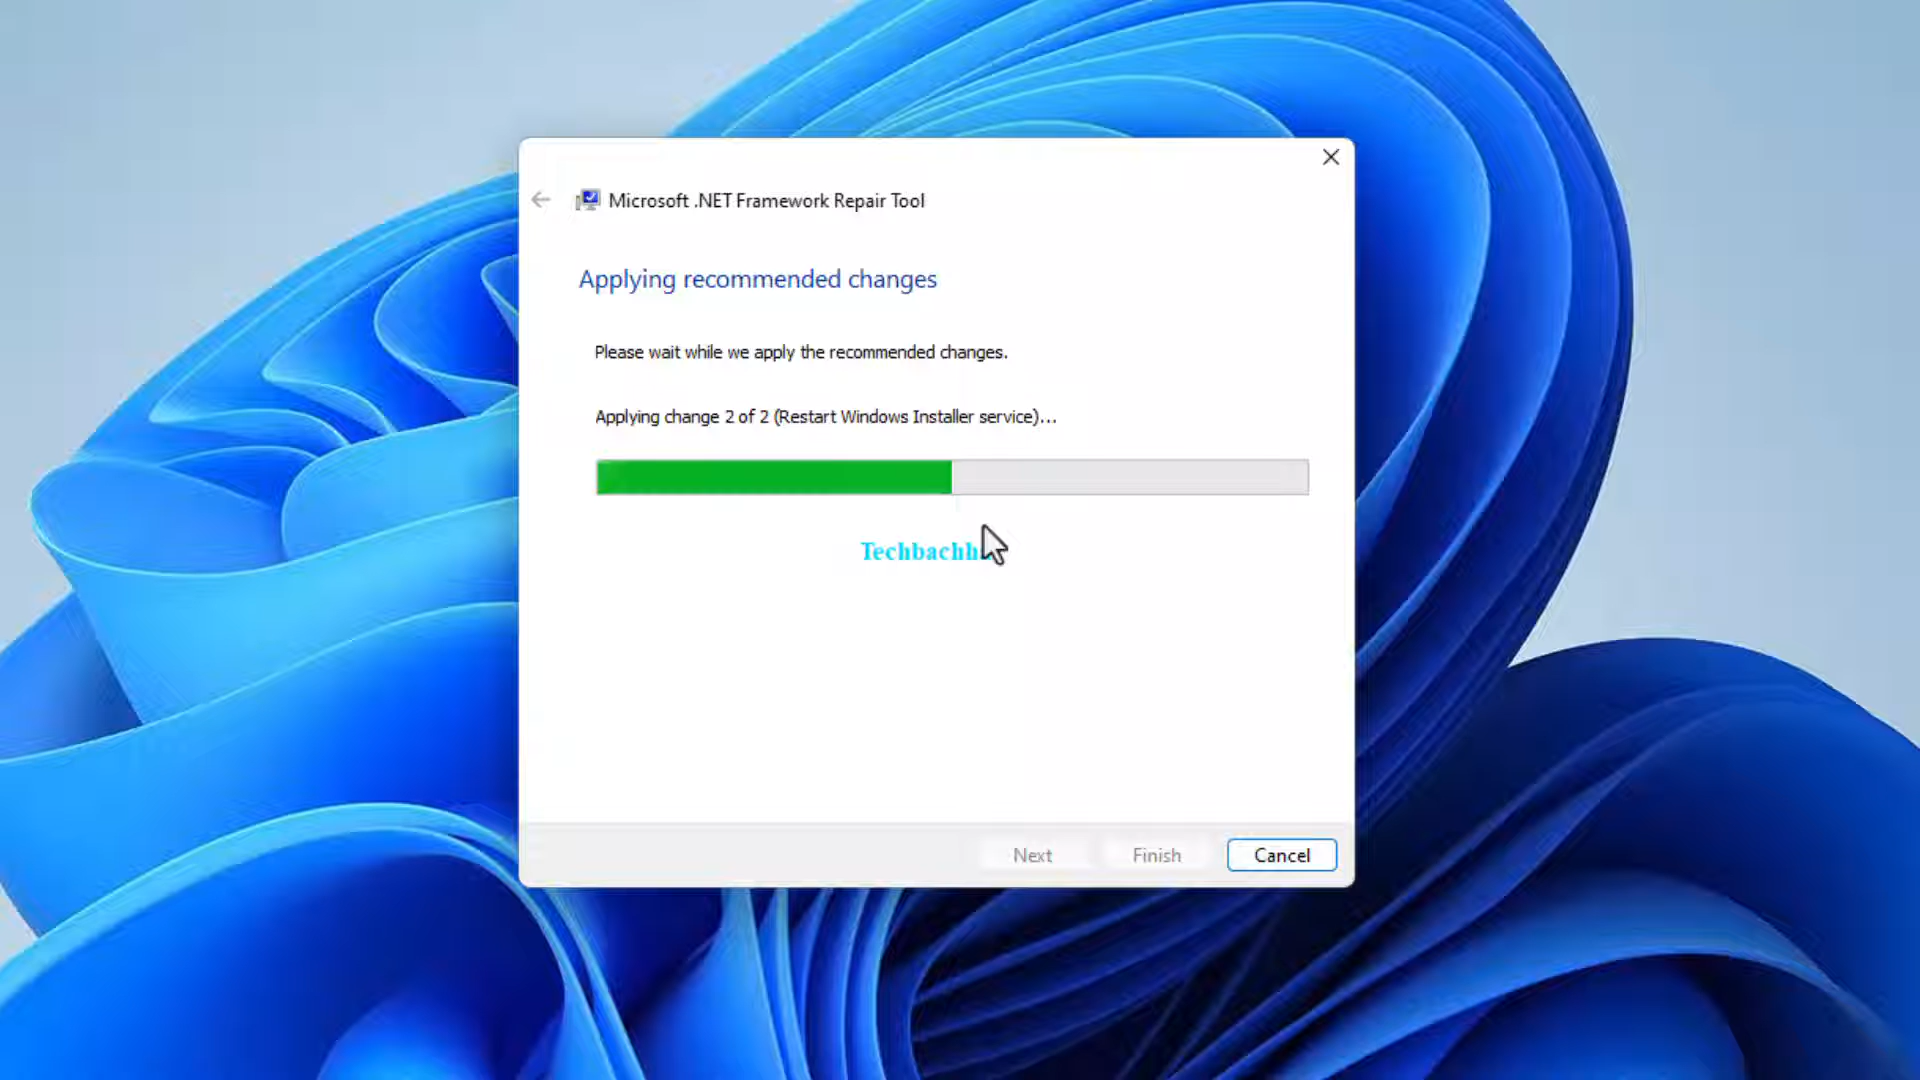 Microsoft .NET Framework Repair Tool
Applying recommended changes
Please wait while we apply the recommended changes.
Applying change 2 of 2 (Restart Windows Installer service)...
Next
Finish
Cancel